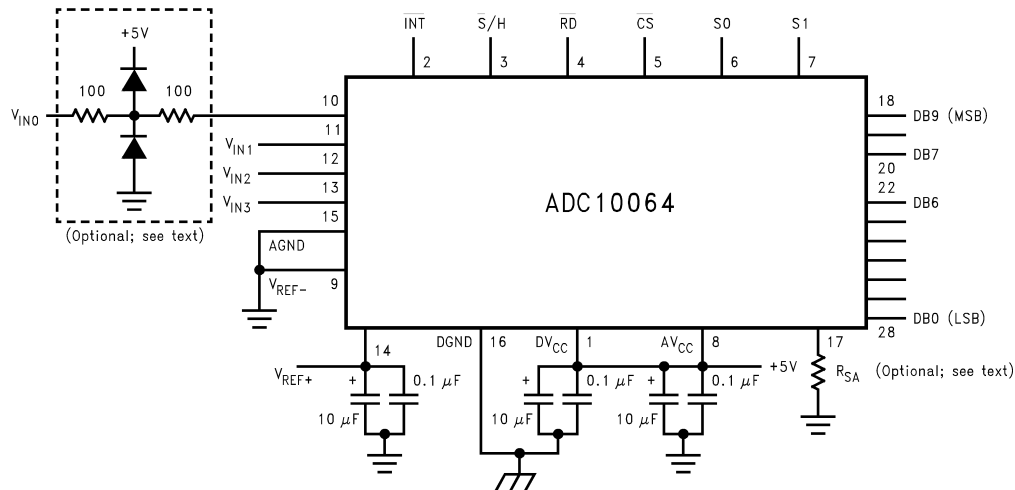 INT S/H RD CS S0 S1
2 3 4 5 6 7
+5V
100 100
V_IN0
10
11
V_IN1
12
V_IN2
13
V_IN3
15
AGND
V_REF- 9
(Optional; see text)
ADC10064
18
DB9 (MSB)
DB7
20
22
DB6
DB0 (LSB)
28
14 DGND 16 DV_CC 1 AV_CC 8 17
V_REF+ + 0.1 μF + 0.1 μF + 0.1 μF +5V
10 μF 10 μF 10 μF
R_SA (Optional; see text)